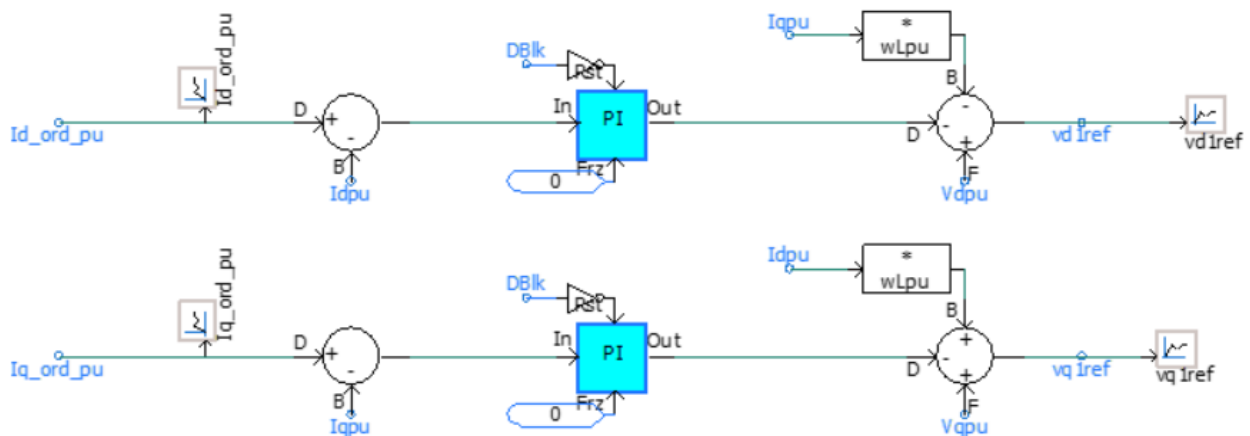 Iqpu
*
wLpu
DBlk
Rst
Id_ord_pu
B
-
D
+
-
In
PI
Out
D
-
+
Id_ord_pu
vd1ref
vd1ref
B
Frz
0
F
Idpu
Vdpu
Idpu
*
wLpu
DBlk
Rst
Iq_ord_pu
B
+
D
+
-
In
PI
Out
D
-
+
Iq_ord_pu
vq1ref
vq1ref
B
Frz
0
F
Iqpu
Vqpu